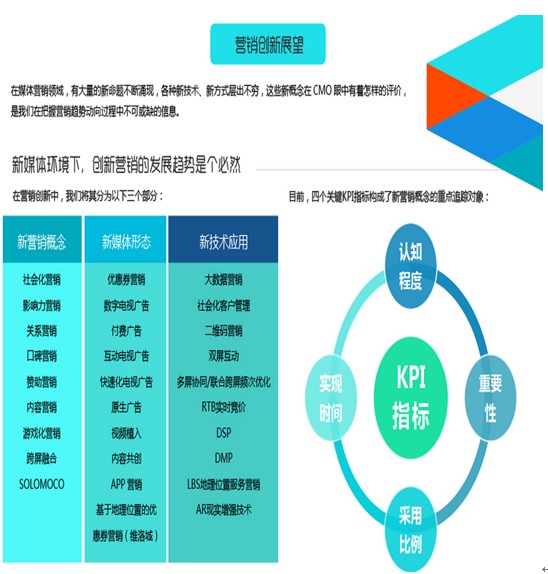 营销创新展望
在媒体营销领域，有大量的新命题不断涌现，各种新技术、新方式层出不穷，这些新概念在 CMO 眼中有着怎样的评价，
是我们在把握营销趋势动向过程中不可或缺的信息。
新媒体环境下，创新营销的发展趋势是个必然
在营销创新中，我们将其分为以下三个部分：
新营销概念
社会化营销
影响力营销
关系营销
口碑营销
赞助营销
内容营销
游戏化营销
跨屏融合
SOLOMOCO
新媒体形态
优惠券营销
数字电视广告
付费广告
互动电视广告
快速化电视广告
原生广告
视频植入
内容共创
APP 营销
基于地理位置的优
惠券营销（维洛城）
新技术应用
大数据营销
社会化客户管理
二维码营销
双屏互动
多屏协同/联合跨屏频次优化
RTB实时竞价
DSP
DMP
LBS地理位置服务营销
AR现实增强技术
目前，四个关键KPI指标构成了新营销概念的重点追踪对象：
认知
程度
实现
时间
KPI
指标
重要
性
采用
比例